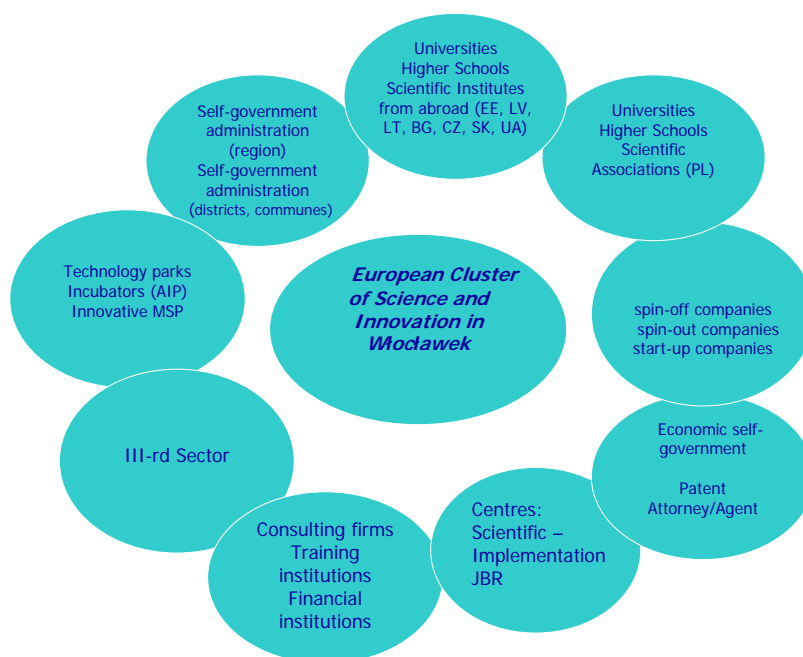 Universities
Higher Schools
Scientific Institutes
from abroad (EE, LV,
LT, BG, CZ, SK, UA)
Universities
Higher Schools
Scientific
Associations (PL)
Self-government
administration
(region)
Self-government
administration
(districts, communes)
Technology parks
Incubators (AIP)
Innovative MSP
European Cluster
of Science and
Innovation in
Włocławek
spin-off companies
spin-out companies
start-up companies
III-rd Sector
Economic self-
government
Patent
Attorney/Agent
Centres:
Scientific –
Implementation
JBR
Consulting firms
Training
institutions
Financial
institutions